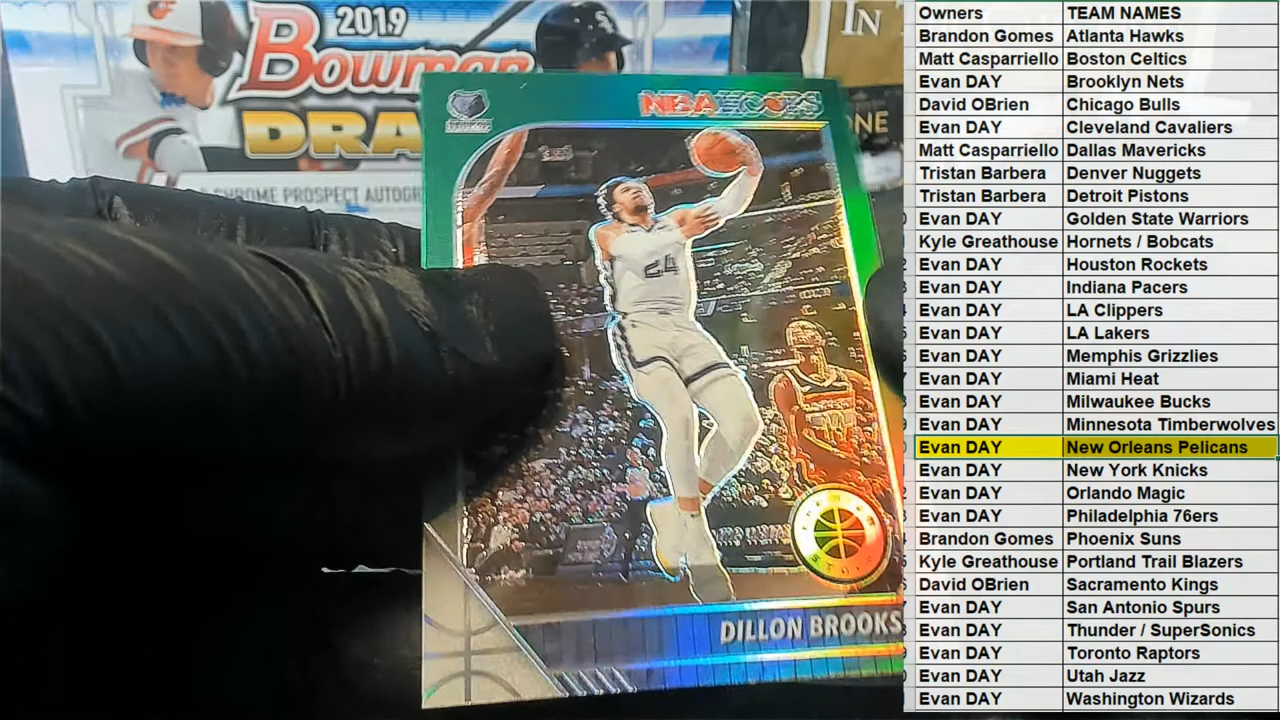 2019
Bowman
DRA
CHROME PROSPECT AUTOGR
IN
ONE
NBA HOOPS
24
DILLON BROOKS
Owners TEAM NAMES
Brandon Gomes Atlanta Hawks
Matt Casparriello Boston Celtics
Evan DAY Brooklyn Nets
David OBrien Chicago Bulls
Evan DAY Cleveland Cavaliers
Matt Casparriello Dallas Mavericks
Tristan Barbera Denver Nuggets
Tristan Barbera Detroit Pistons
Evan DAY Golden State Warriors
Kyle Greathouse Hornets / Bobcats
Evan DAY Houston Rockets
Evan DAY Indiana Pacers
Evan DAY LA Clippers
Evan DAY LA Lakers
Evan DAY Memphis Grizzlies
Evan DAY Miami Heat
Evan DAY Milwaukee Bucks
Evan DAY Minnesota Timberwolves
Evan DAY New Orleans Pelicans
Evan DAY New York Knicks
Evan DAY Orlando Magic
Evan DAY Philadelphia 76ers
Brandon Gomes Phoenix Suns
Kyle Greathouse Portland Trail Blazers
David OBrien Sacramento Kings
Evan DAY San Antonio Spurs
Evan DAY Thunder / SuperSonics
Evan DAY Toronto Raptors
Evan DAY Utah Jazz
Evan DAY Washington Wizards